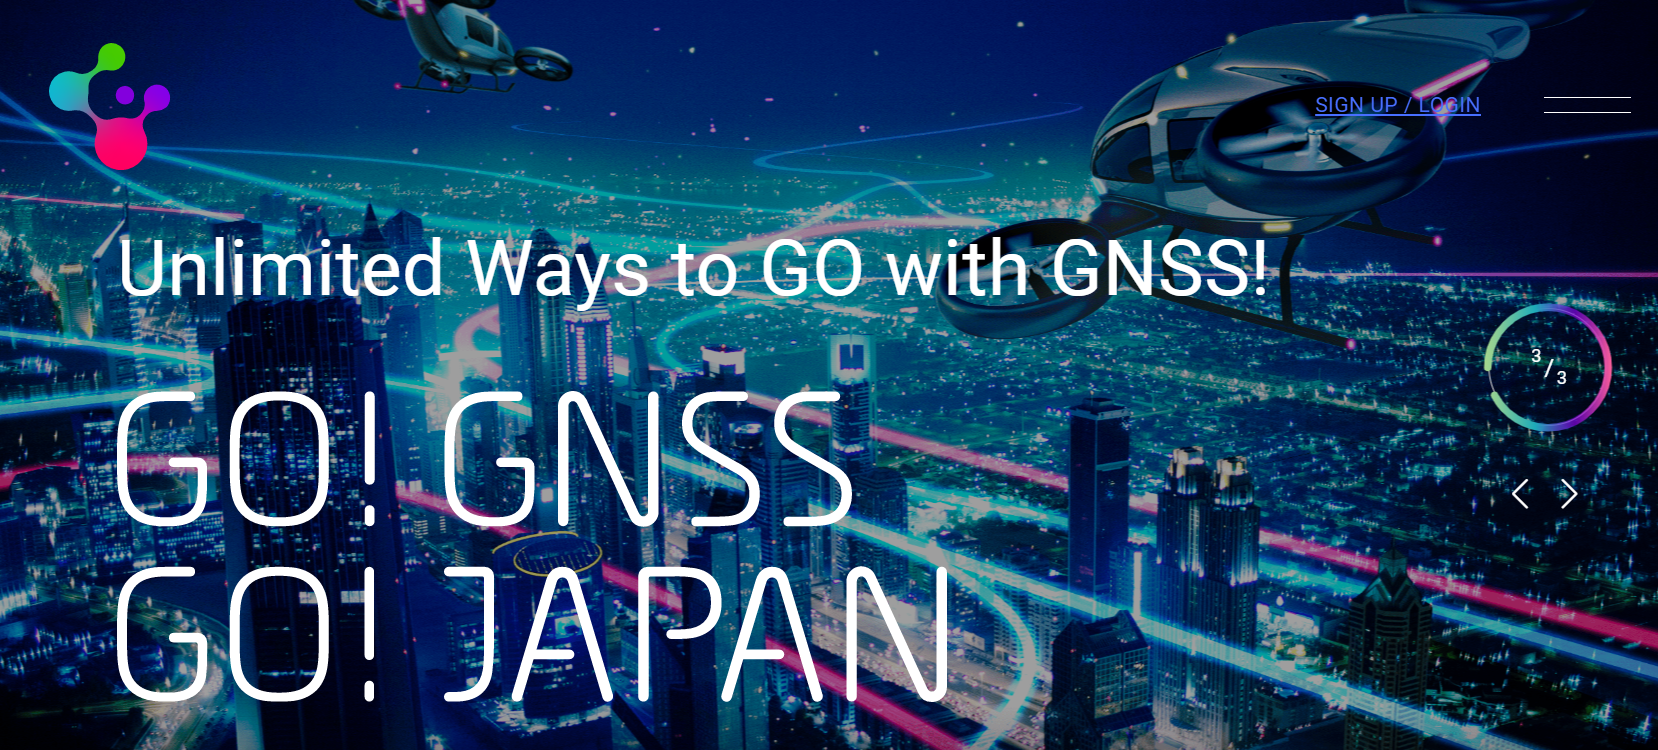 SIGN UP / LOGIN
Unlimited Ways to GO with GNSS!
3/3
GO! GNSS
GO! JAPAN